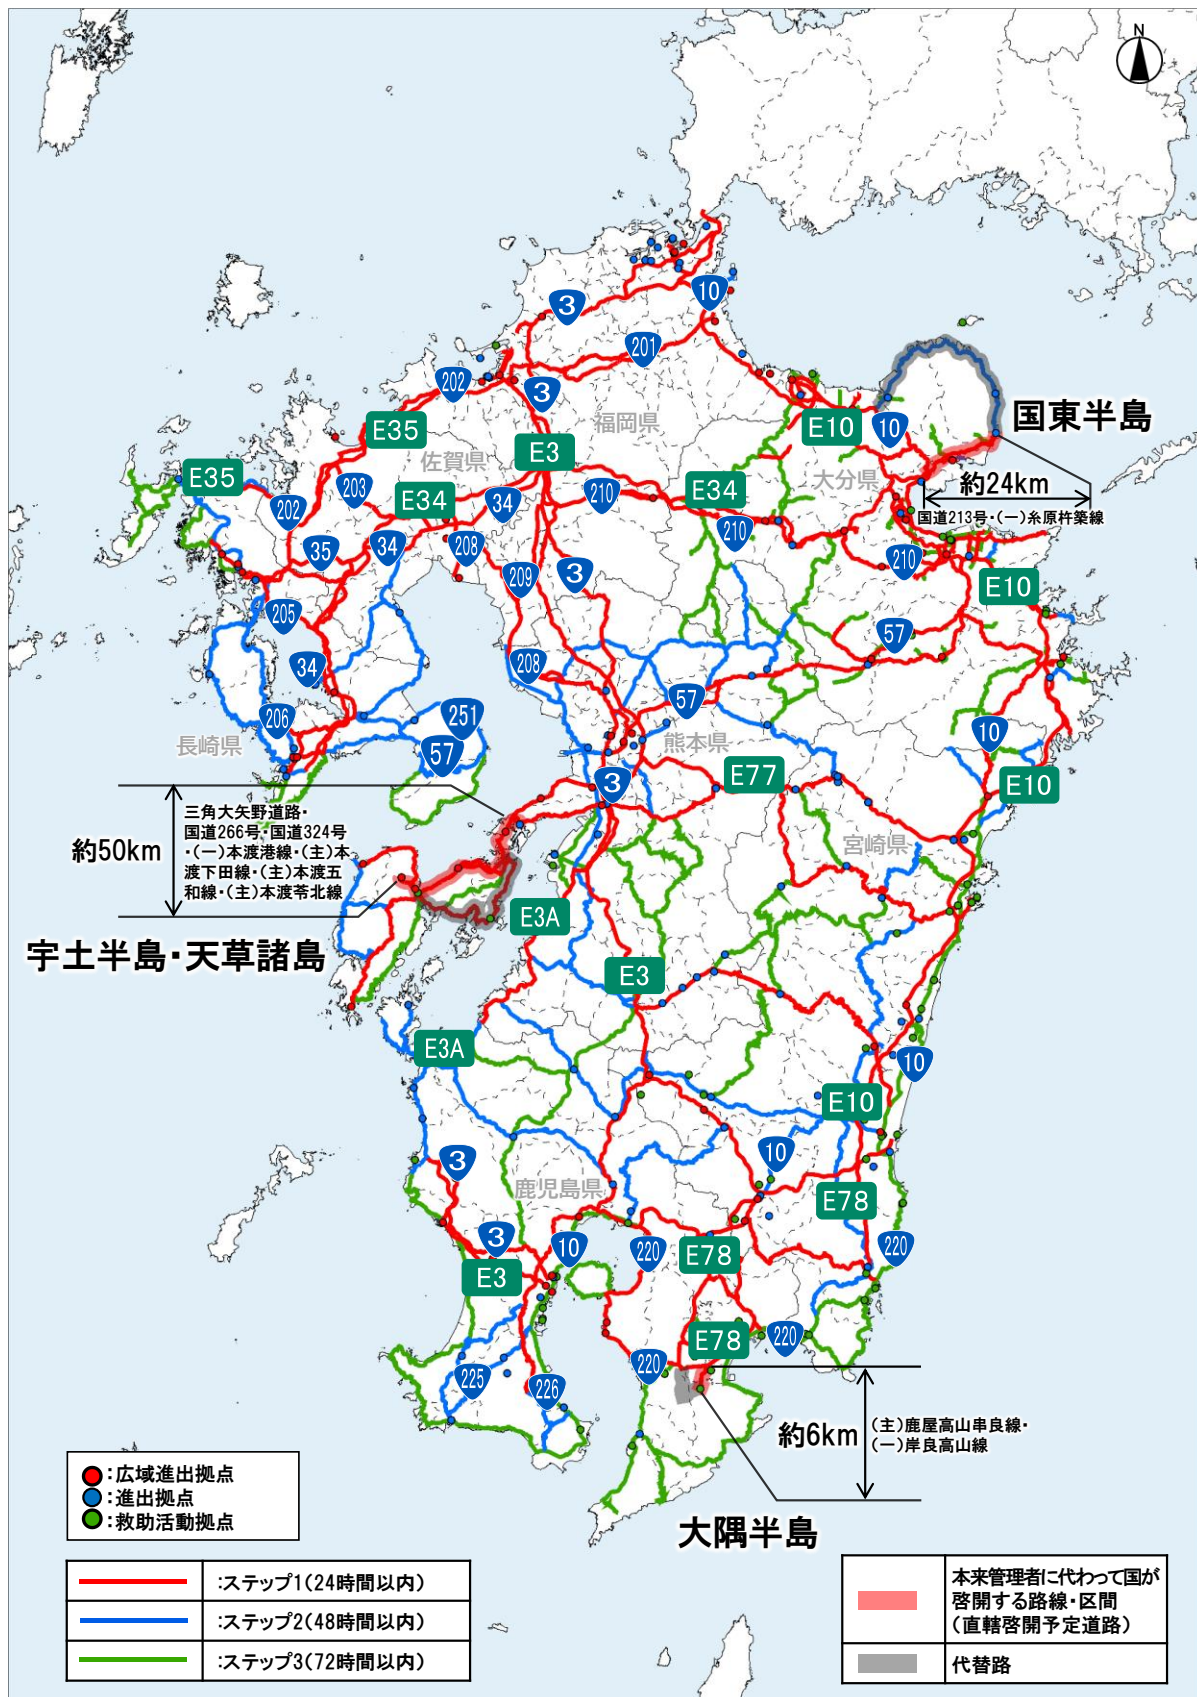 N
3
10
201
202
3
福岡県
E35
E3
佐賀県
E35
203
202
E34
34
210
E34
E10
10
大分県
国東半島
約24km
国道213号・(一)糸原杵築線
35
34
208
209
3
210
210
E10
205
34
206
208
57
57
251
57
長崎県
熊本県
10
E10
3
E77
宮崎県
約50km
三角大矢野道路・
国道266号・国道324号
・(一)本渡港線・(主)本
渡下田線・(主)本渡五
和線・(主)本渡苓北線
宇土半島・天草諸島
E3A
E3
E3A
10
E10
10
3
鹿児島県
E78
3
10
220
E78
220
E3
E78
220
220
225
226
約6km
(主)鹿屋高山串良線・
(一)岸良高山線
大隅半島
:広域進出拠点
:進出拠点
:救助活動拠点
:ステップ1(24時間以内)
:ステップ2(48時間以内)
:ステップ3(72時間以内)
本来管理者に代わって国が
啓開する路線・区間
(直轄啓開予定道路)
代替路